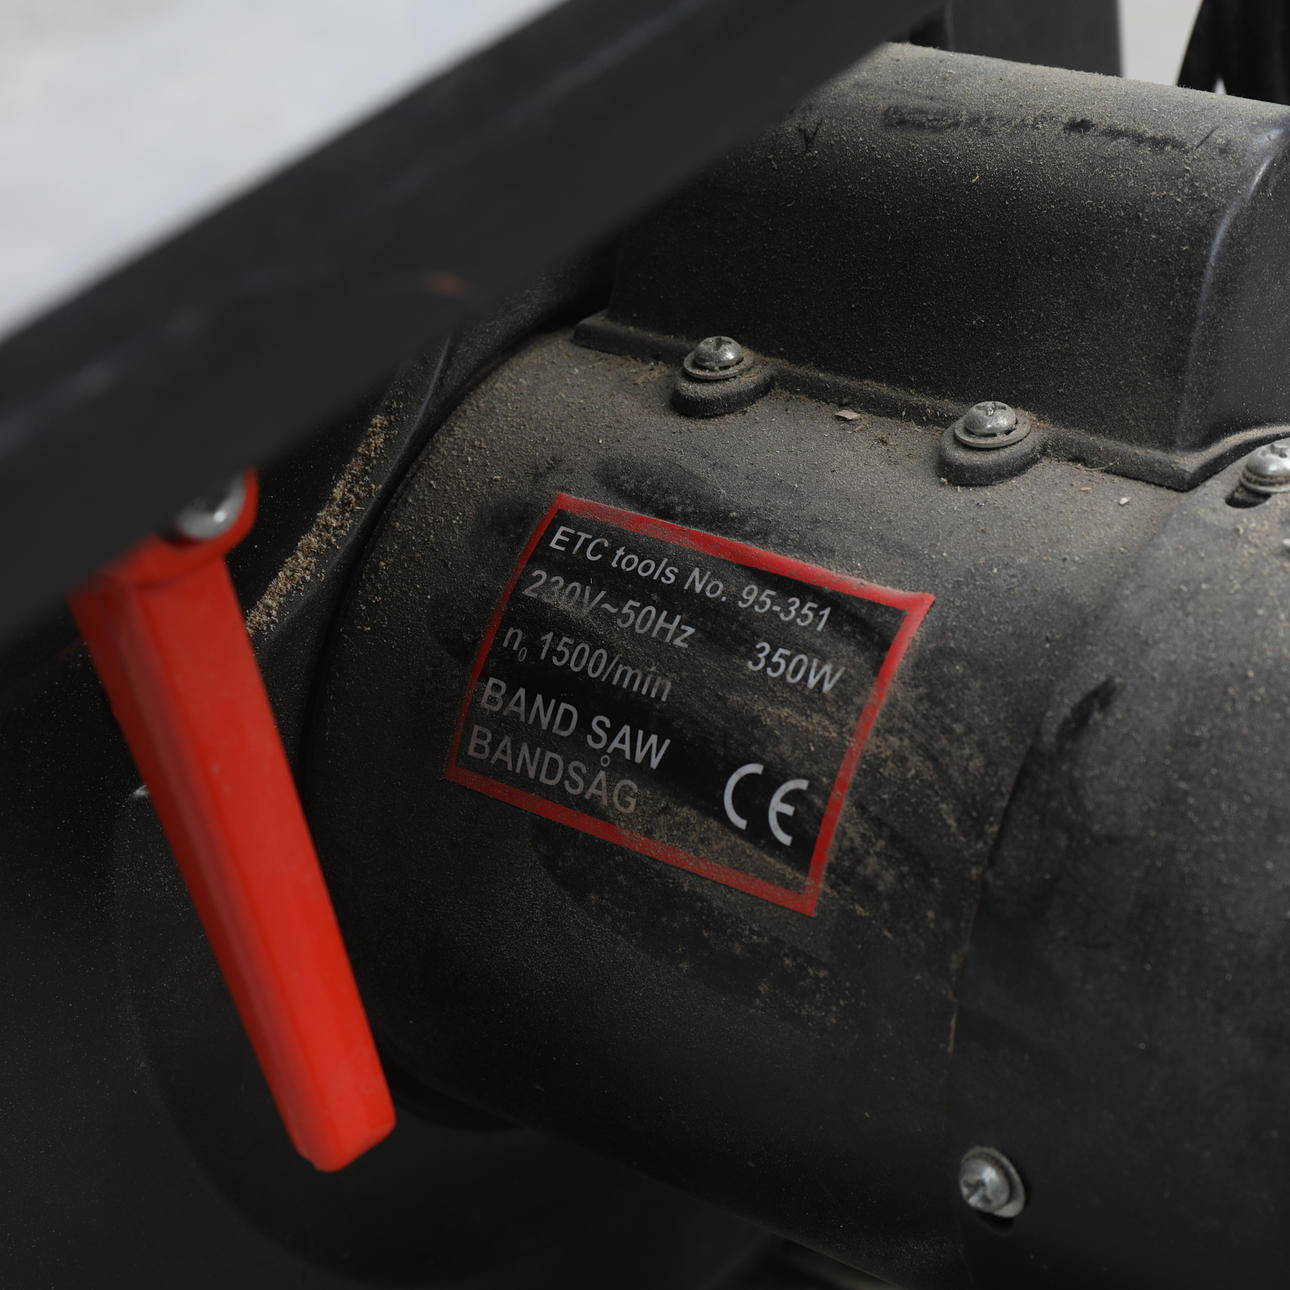 ETC tools No. 95-351
230V~50Hz 350W
n₀ 1500/min
BAND SAW
BANDSÅG
CE